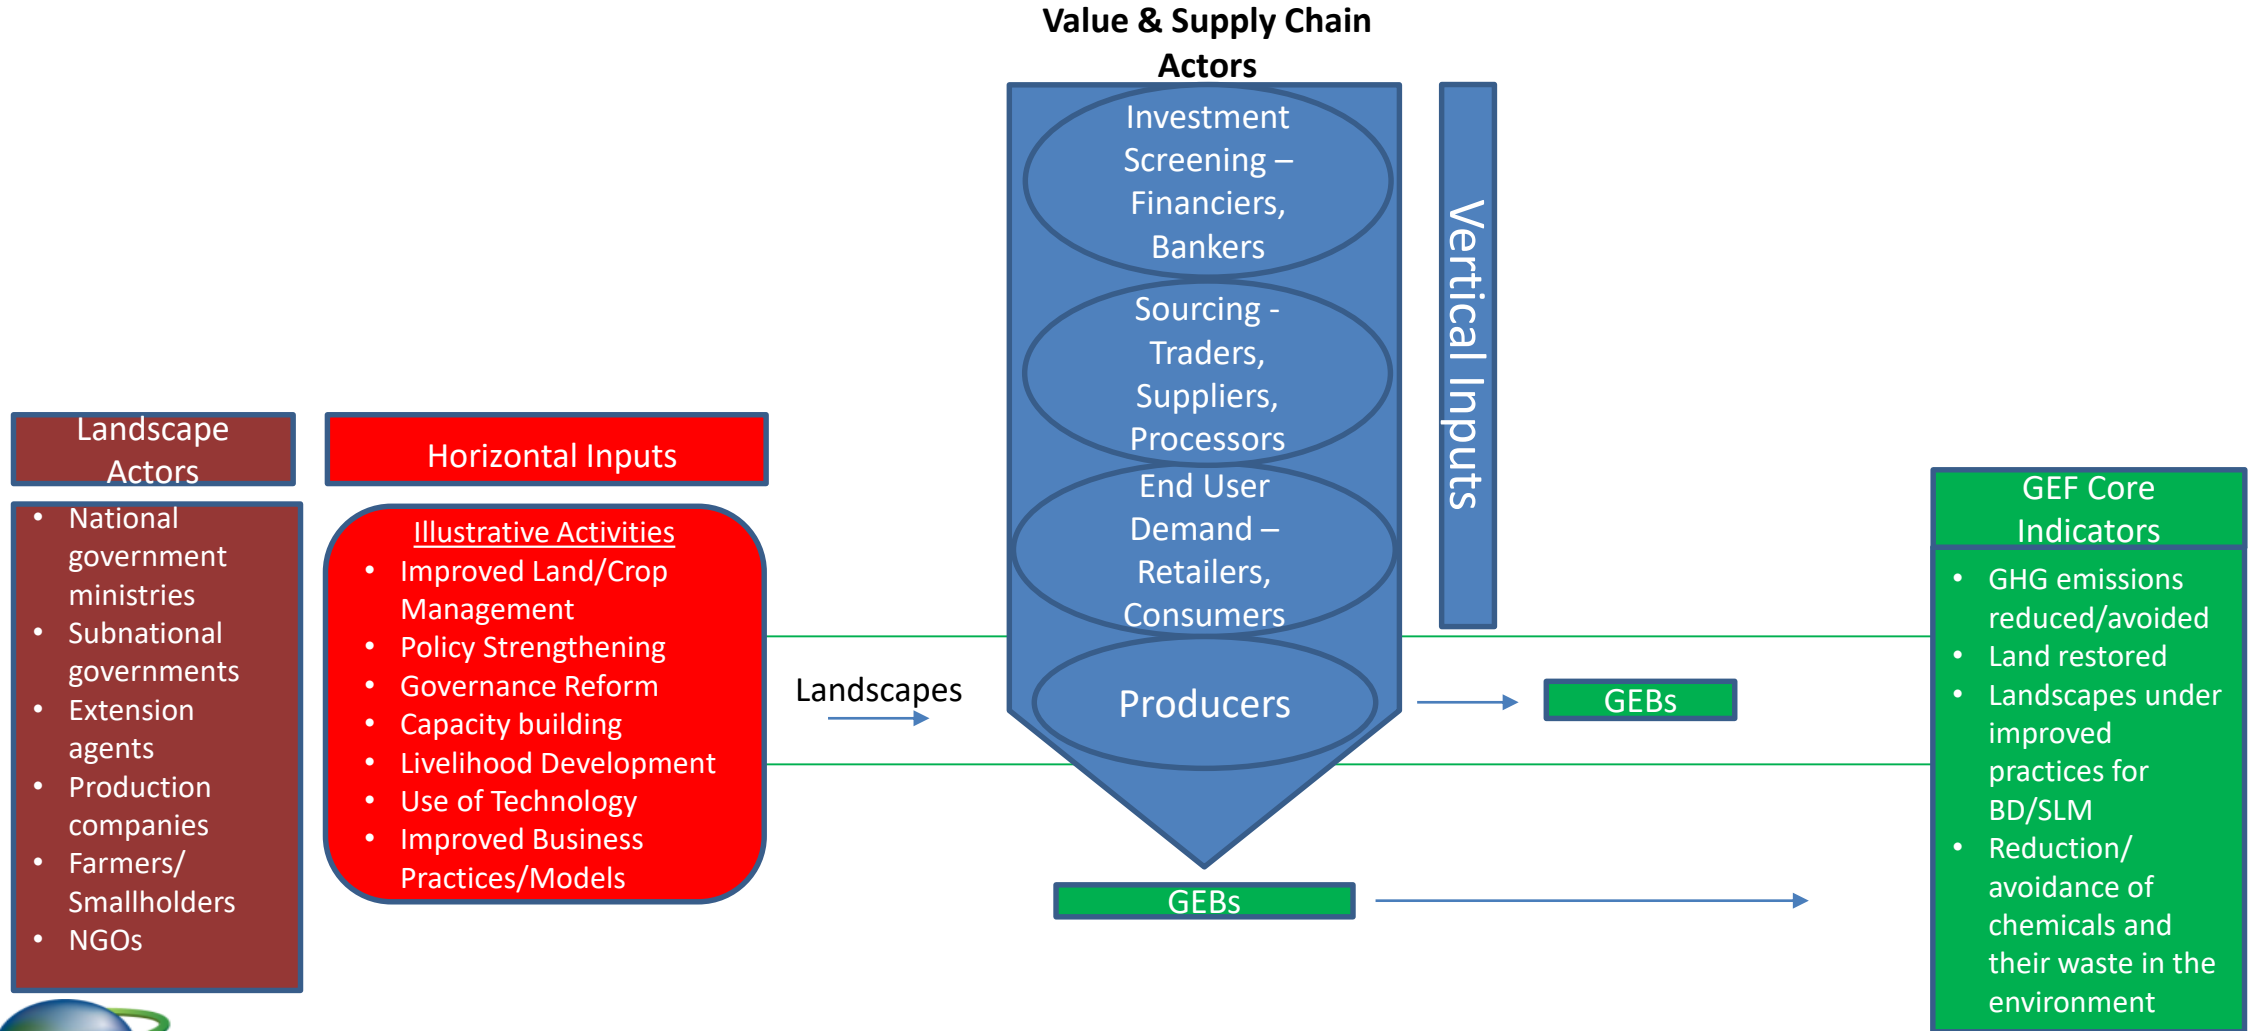 Value & Supply Chain
Actors
Investment
Screening –
Financiers,
Bankers
Sourcing -
Traders,
Suppliers,
Processors
End User
Demand –
Retailers,
Consumers
Producers
Vertical Inputs
Landscape
Actors
• National
government
ministries
• Subnational
governments
• Extension
agents
• Production
companies
• Farmers/
Smallholders
• NGOs
Horizontal Inputs
Illustrative Activities
• Improved Land/Crop
Management
• Policy Strengthening
• Governance Reform
• Capacity building
• Livelihood Development
• Use of Technology
• Improved Business
Practices/Models
Landscapes
GEBs
GEBs
GEF Core
Indicators
• GHG emissions
reduced/avoided
• Land restored
• Landscapes under
improved
practices for
BD/SLM
• Reduction/
avoidance of
chemicals and
their waste in the
environment